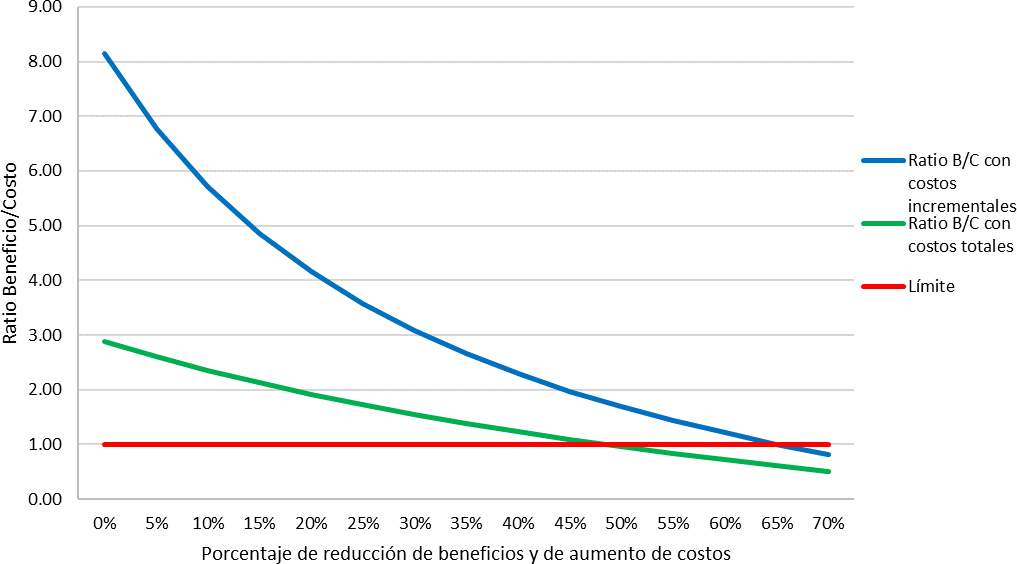 9.00
8.00
7.00
6.00
5.00
4.00
3.00
2.00
1.00
0.00
Ratio Beneficio/Costo
0% 5% 10% 15% 20% 25% 30% 35% 40% 45% 50% 55% 60% 65% 70%
Porcentaje de reducción de beneficios y de aumento de costos
Ratio B/C con
costos
incrementales
Ratio B/C con
costos totales
Límite